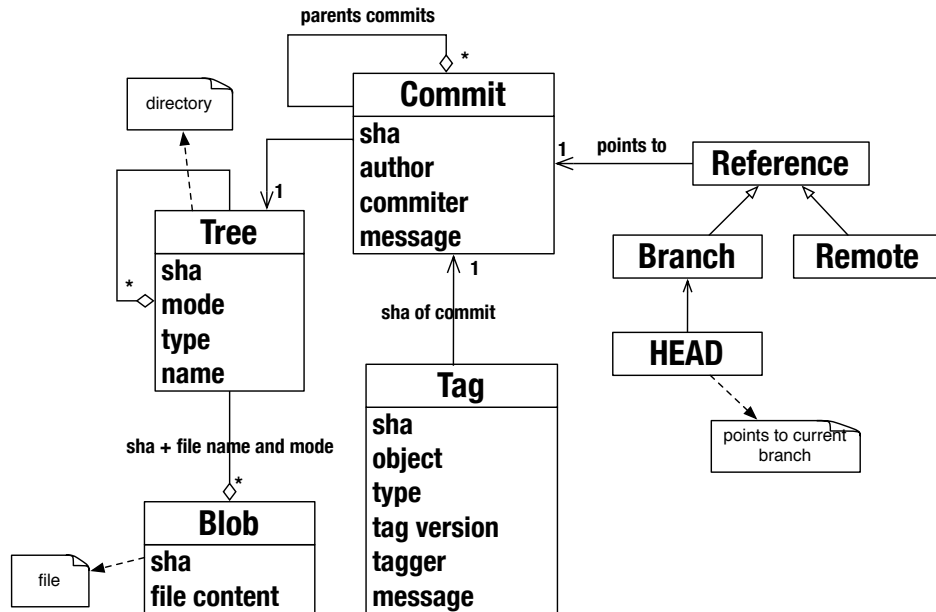 parents commits
*
Commit
sha
author
commiter
message
directory
1
Tree
sha
mode
type
name
*
1
points to
Reference
Branch
Remote
HEAD
points to current
branch
1
sha of commit
Tag
sha
object
type
tag version
tagger
message
sha + file name and mode
*
Blob
sha
file content
file